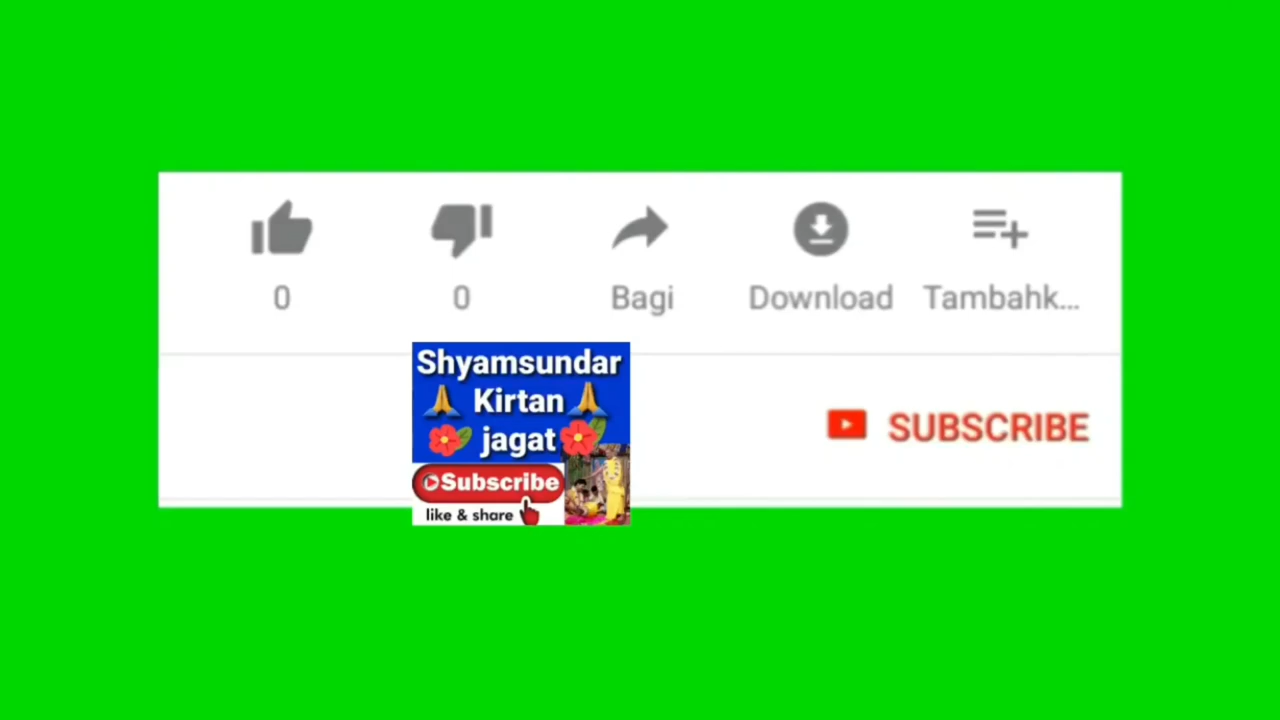 0 0 Bagi Download Tambahk...
Shyamsundar
🙏 Kirtan 🙏
🌺 jagat 🌺
SUBSCRIBE
Subscribe
like & share